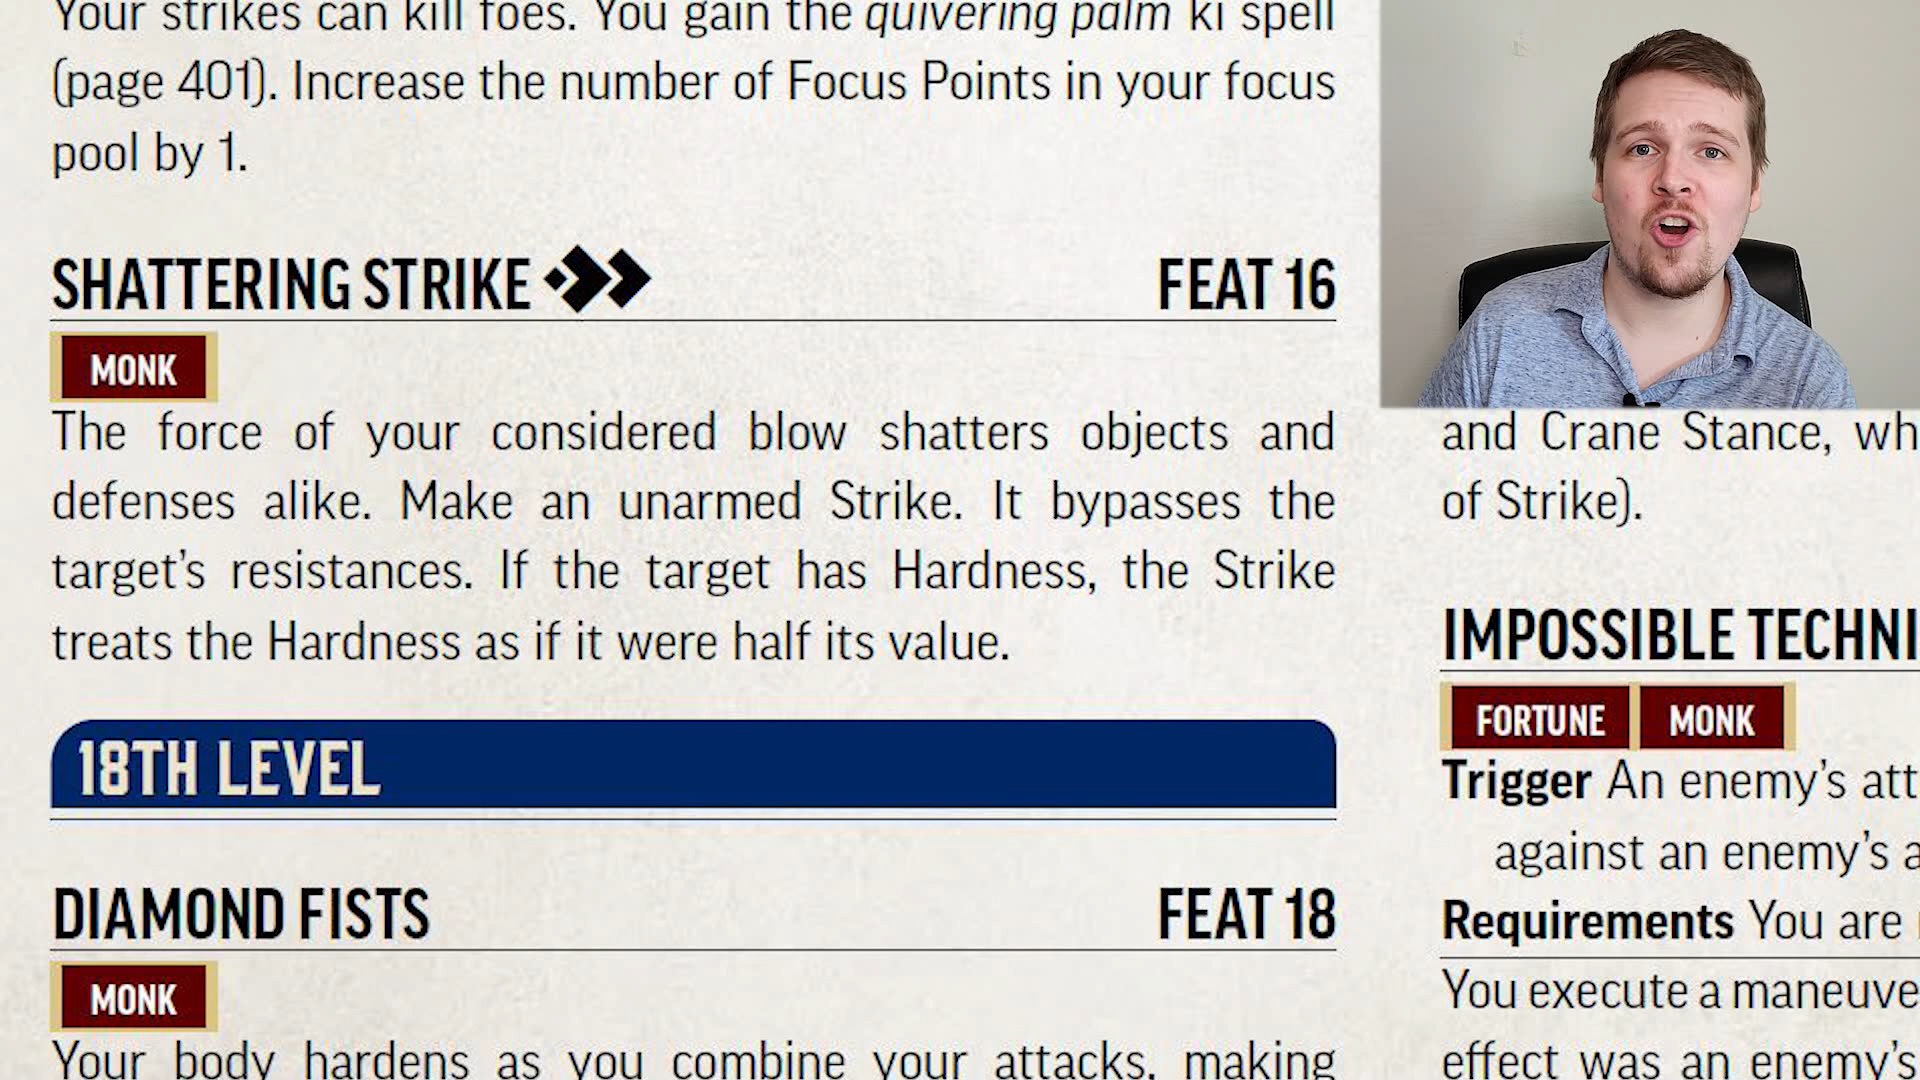 Your strikes can kill foes. You gain the quivering palm ki spell
(page 401). Increase the number of Focus Points in your focus
pool by 1.
SHATTERING STRIKE FEAT 16
MONK
The force of your considered blow shatters objects and
defenses alike. Make an unarmed Strike. It bypasses the
target's resistances. If the target has Hardness, the Strike
treats the Hardness as if it were half its value.
18TH LEVEL
DIAMOND FISTS FEAT 18
MONK
Your body hardens as you combine your attacks, making
and Crane Stance, wh
of Strike).
IMPOSSIBLE TECHNI
FORTUNE MONK
Trigger An enemy's att
against an enemy's a
Requirements You are
You execute a maneuve
effect was an enemy's